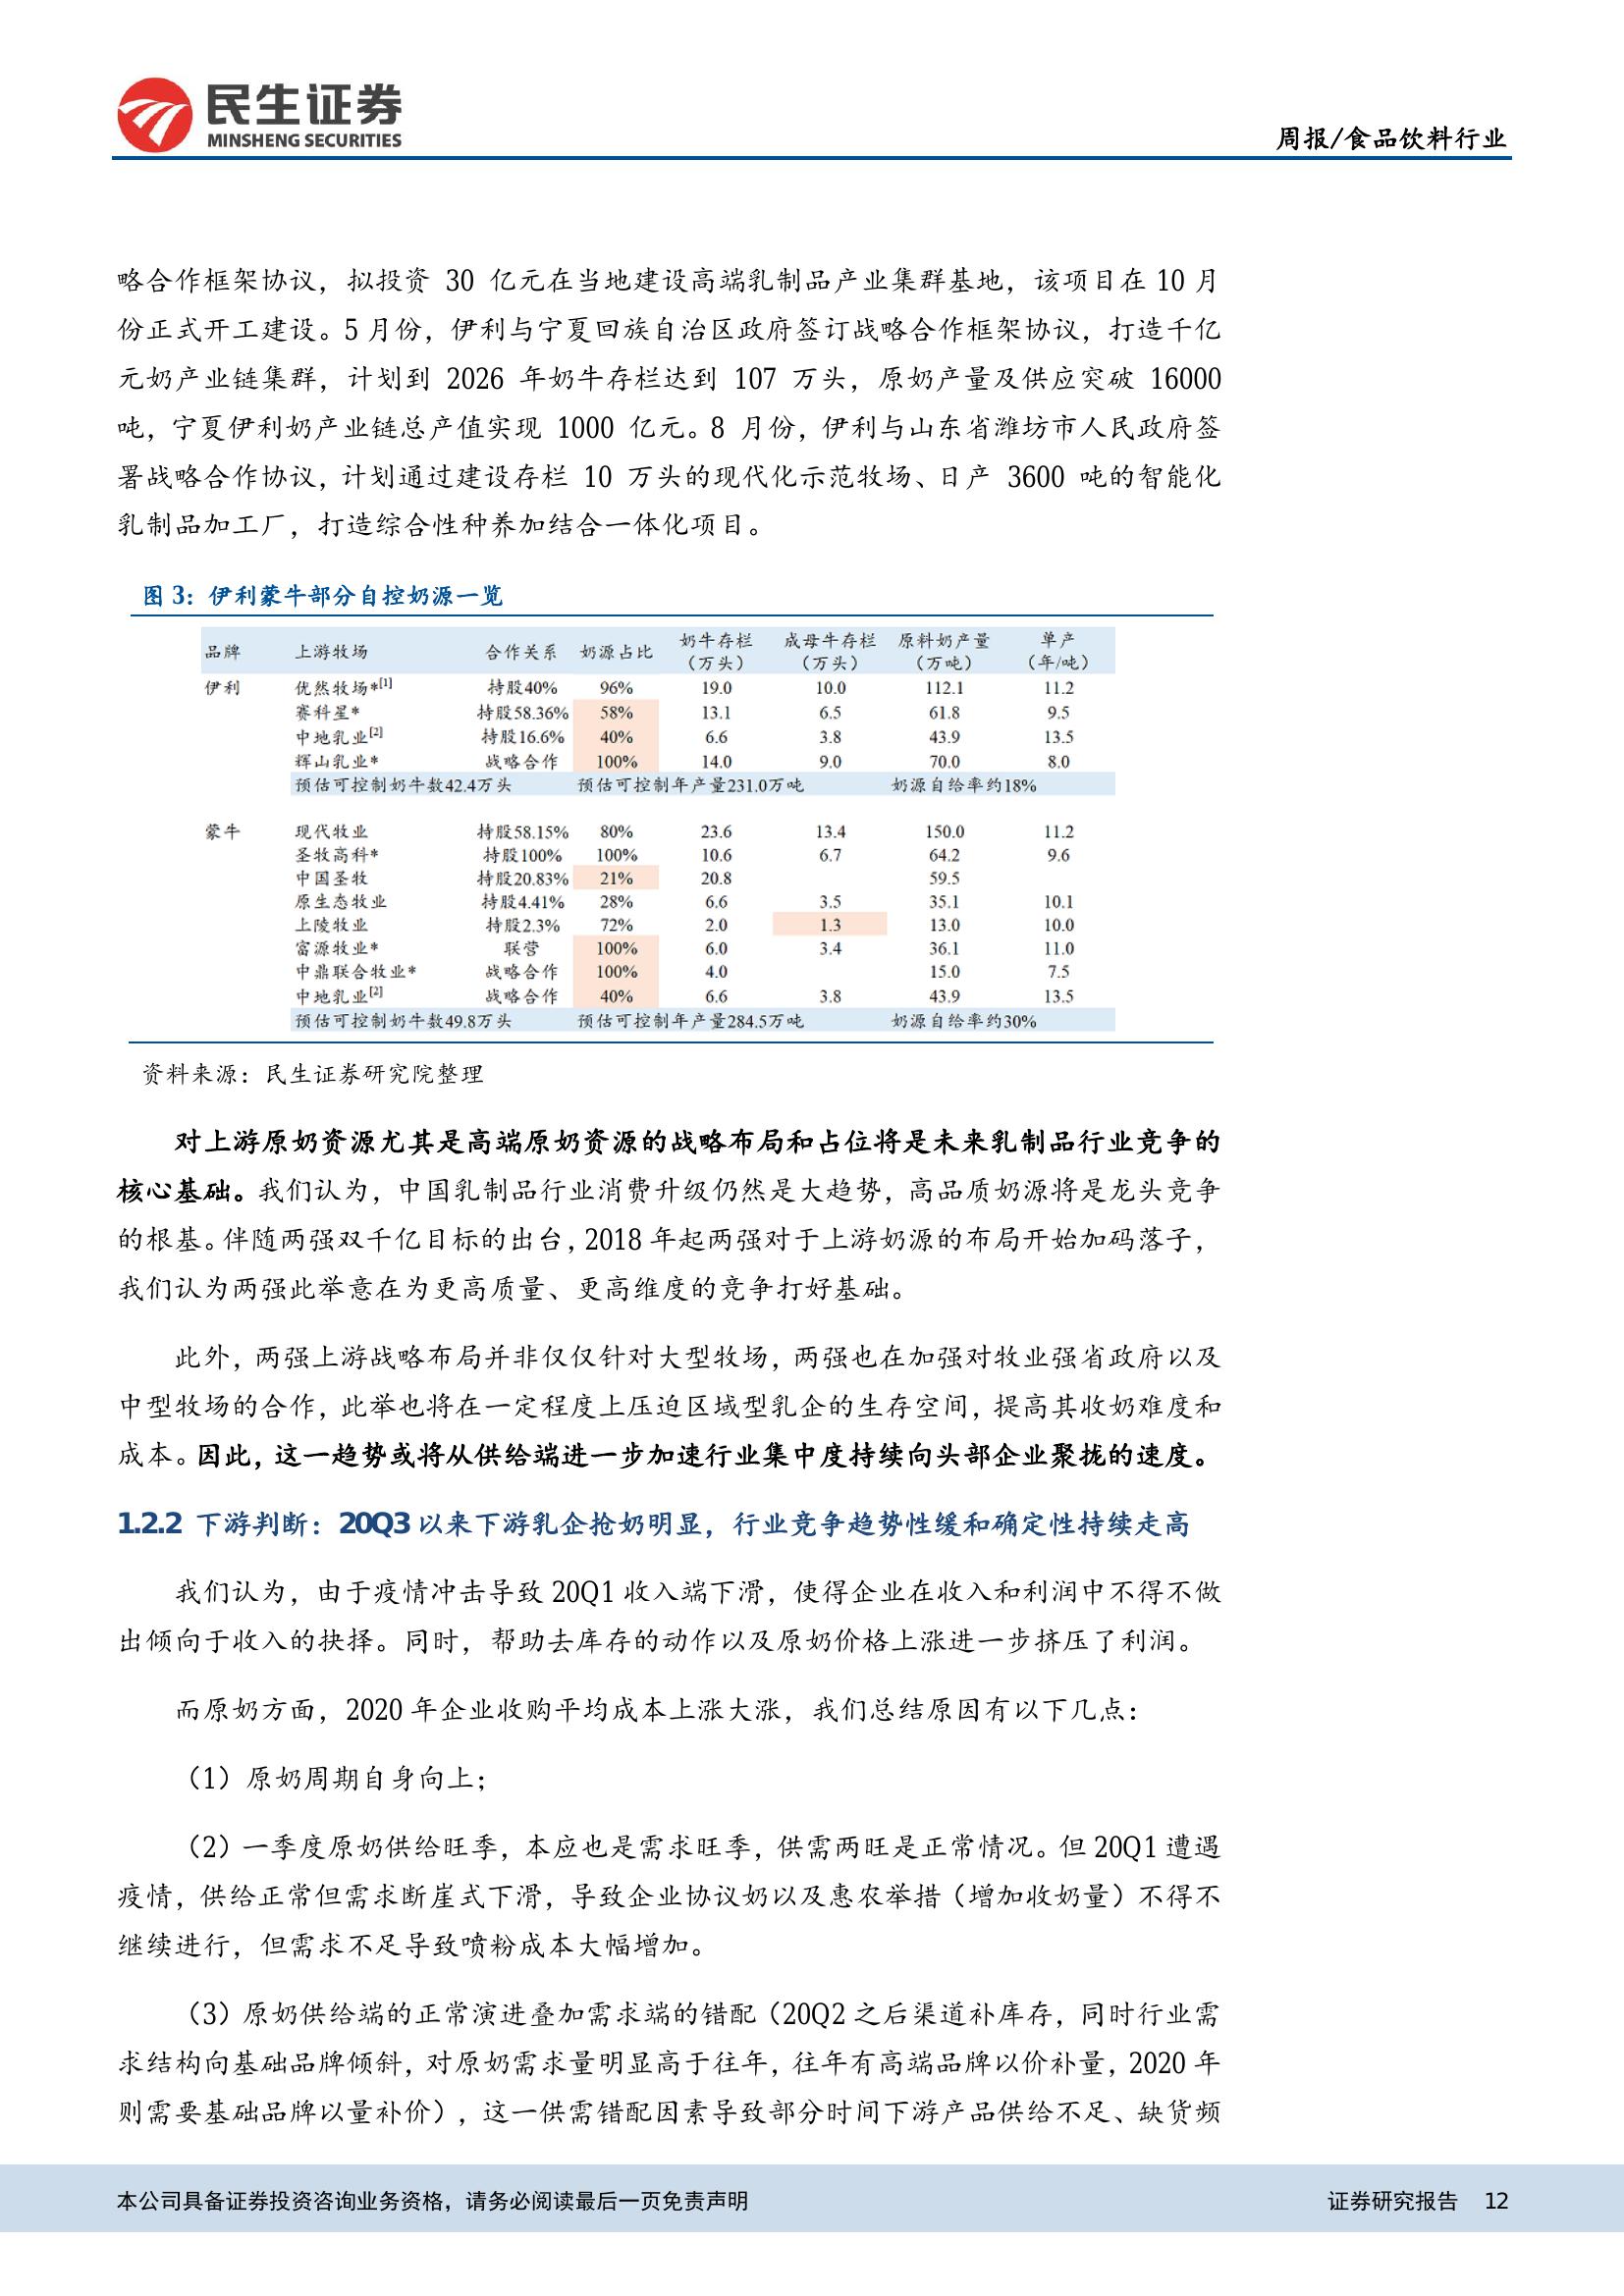 民生证券
MINSHENG SECURITIES
周报/食品饮料行业
略合作框架协议，拟投资 30 亿元在当地建设高端乳制品产业集群基地，该项目在 10 月
份正式开工建设。5 月份，伊利与宁夏回族自治区政府签订战略合作框架协议，打造千亿
元奶产业链集群，计划到 2026 年奶牛存栏达到 107 万头，原奶产量及供应突破 16000
吨，宁夏伊利奶产业链总产值实现 1000 亿元。8 月份，伊利与山东省潍坊市人民政府签
署战略合作协议，计划通过建设存栏 10 万头的现代化示范牧场、日产 3600 吨的智能化
乳制品加工厂，打造综合性种养加结合一体化项目。
图 3：伊利蒙牛部分自控奶源一览
品牌 上游牧场 合作关系 奶源占比 奶牛存栏（万头） 成母牛存栏（万头） 原料奶产量（万吨） 单产（年/吨）
伊利 优然牧场*[1] 持股40% 96% 19.0 10.0 112.1 11.2
赛科星* 持股58.36% 58% 13.1 6.5 61.8 9.5
中地乳业[2] 持股16.6% 40% 6.6 3.8 43.9 13.5
辉山乳业* 战略合作 100% 14.0 9.0 70.0 8.0
预估可控制奶牛数42.4万头 预估可控制年产量231.0万吨 奶源自给率约18%
蒙牛 现代牧业 持股58.15% 80% 23.6 13.4 150.0 11.2
圣牧高科* 持股100% 100% 10.6 6.7 64.2 9.6
中国圣牧 持股20.83% 21% 20.8 59.5
原生态牧业 持股4.41% 28% 6.6 3.5 35.1 10.1
上陵牧业 持股2.3% 72% 2.0 1.3 13.0 10.0
富源牧业* 联营 100% 6.0 3.4 36.1 11.0
中鼎联合牧业* 战略合作 100% 4.0 15.0 7.5
中地乳业[2] 战略合作 40% 6.6 3.8 43.9 13.5
预估可控制奶牛数49.8万头 预估可控制年产量284.5万吨 奶源自给率约30%
资料来源：民生证券研究院整理
对上游原奶资源尤其是高端原奶资源的战略布局和占位将是未来乳制品行业竞争的
核心基础。我们认为，中国乳制品行业消费升级仍然是大趋势，高品质奶源将是龙头竞争
的根基。伴随两强双千亿目标的出台，2018 年起两强对于上游奶源的布局开始加码落子，
我们认为两强此举意在为更高质量、更高维度的竞争打好基础。
此外，两强上游战略布局并非仅仅针对大型牧场，两强也在加强对牧业强省政府以及
中型牧场的合作，此举也将在一定程度上压迫区域型乳企的生存空间，提高其收奶难度和
成本。因此，这一趋势或将从供给端进一步加速行业集中度持续向头部企业聚拢的速度。
1.2.2 下游判断：20Q3 以来下游乳企抢奶明显，行业竞争趋势性缓和确定性持续走高
我们认为，由于疫情冲击导致 20Q1 收入端下滑，使得企业在收入和利润中不得不做
出倾向于收入的抉择。同时，帮助去库存的动作以及原奶价格上涨进一步挤压了利润。
而原奶方面，2020 年企业收购平均成本上涨大涨，我们总结原因有以下几点：
（1）原奶周期自身向上；
（2）一季度原奶供给旺季，本应也是需求旺季，供需两旺是正常情况。但 20Q1 遭遇
疫情，供给正常但需求断崖式下滑，导致企业协议奶以及惠农举措（增加收奶量）不得不
继续进行，但需求不足导致喷粉成本大幅增加。
（3）原奶供给端的正常演进叠加需求端的错配（20Q2 之后渠道补库存，同时行业需
求结构向基础品牌倾斜，对原奶需求量明显高于往年，往年有高端品牌以价补量，2020 年
则需要基础品牌以量补价），这一供需错配因素导致部分时间下游产品供给不足、缺货频
本公司具备证券投资咨询业务资格，请务必阅读最后一页免责声明
证券研究报告 12